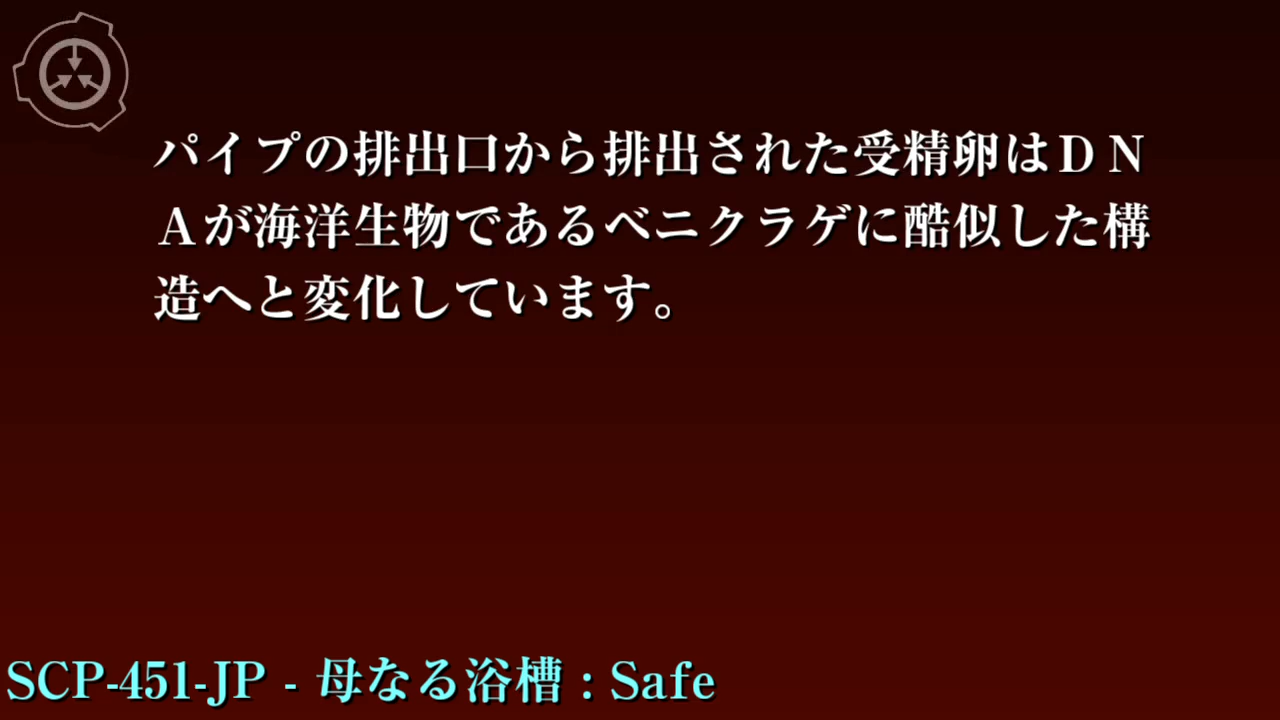 パイプの排出口から排出された受精卵はＤＮ
Ａが海洋生物であるベニクラゲに酷似した構
造へと変化しています。
SCP-451-JP - 母なる浴槽 : Safe